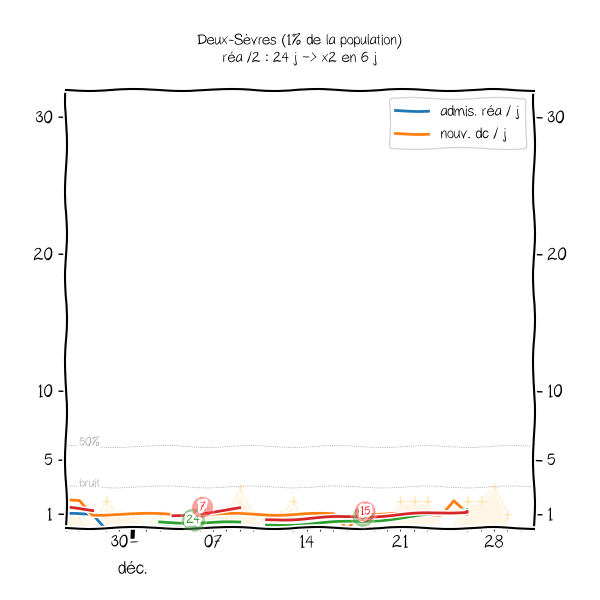 Deux-Sèvres (1% de la population)
réa /2 : 24 j -> x2 en 6 j
admis. réa / j
nouv. dc / j
30 30
20 20
10 10
50%
5 5
bruit
7
15
24
1 1
30 07 14 21 28
déc.